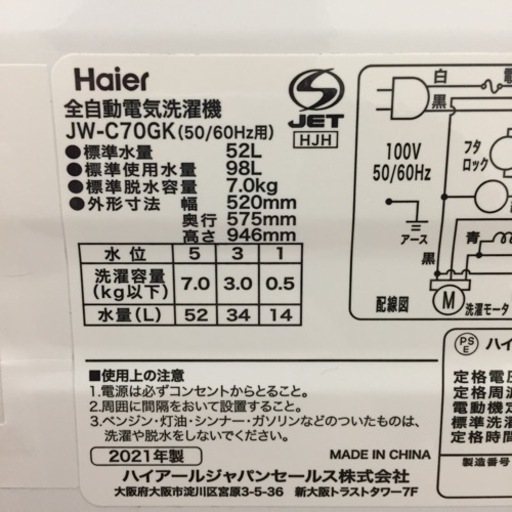 Haier
全自動電気洗濯機
JW-C70GK(50/60Hz用)
●標準水量 52L
●標準使用水量 98L
●標準脱水容量 7.0kg
●外形寸法 幅 520mm
奥行 575mm
高さ 946mm
水位 5 3 1
洗濯容量(kg以下) 7.0 3.0 0.5
水量(L) 52 34 14
S
JET
HJH
白
黒
100V
50/60Hz
フタ
ロック
アース
青
黒
配線図
M
洗濯モータ
■使用上の注意
1.電源は必ずコンセントからとること。
2.周囲に間隔をおいて設置すること。
3.ベンジン・灯油・シンナー・ガソリンなどのついたものは、
洗濯や脱水をしないでください。
2021年製
MADE IN CHINA
ハイアールジャパンセールス株式会社
大阪府大阪市淀川区宮原3-5-36 新大阪トラストタワー7F
PS
E
ハイ
定格電圧
定格周波
電動機定
標準洗濯
定格時間
製造番号